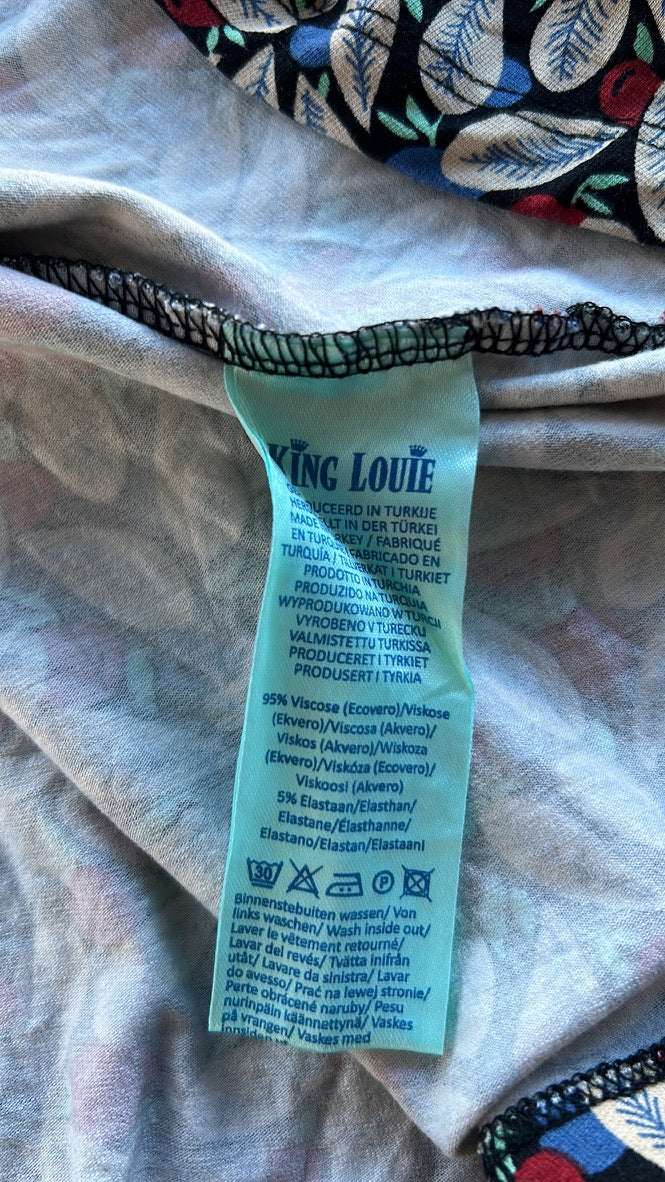 KING LOUIE
HERDUCEERD IN TURKIJE
MADE LT IN DER TÜRKEI
EN TURQ RKEY / FABRIQUÉ
TURQUÍA / TILLVERKAT I TURKIET
PRODOTTO IN TURCHIA
PRODUZIDO NA TURQUIA
WYPRODUKOWANO W TURCJI
VYROBENO V TURECKU
VALMISTETTU TURKISSA
PRODUCERET I TYRKIET
PRODUSERT I TYRKIA
95% Viscose (Ecovero)/Viskose
(Ekvero)/Viscosa (Akvero)/
Viskos (Akvero)/Wiskoza
(Ekvero)/Viskóza (Ecovero)/
Viskoosi (Akvero)
5% Elastaan/Elasthan/
Elastane/Élasthanne/
Elastano/Elastan/Elastaani
30 P
Binnenstebuiten wassen/ Von
links waschen/ Wash inside out/
Laver le vêtement retourné/
Lavar del revés/ Tvätta inifrån
utåt/ Lavare da sinistra/ Lavar
do avesso/ Prać na lewej stronie/
Perte obrácené naruby/ Pesu
nurinpäin käännettynä/ Vaskes
på vrangen/ Vaskes med